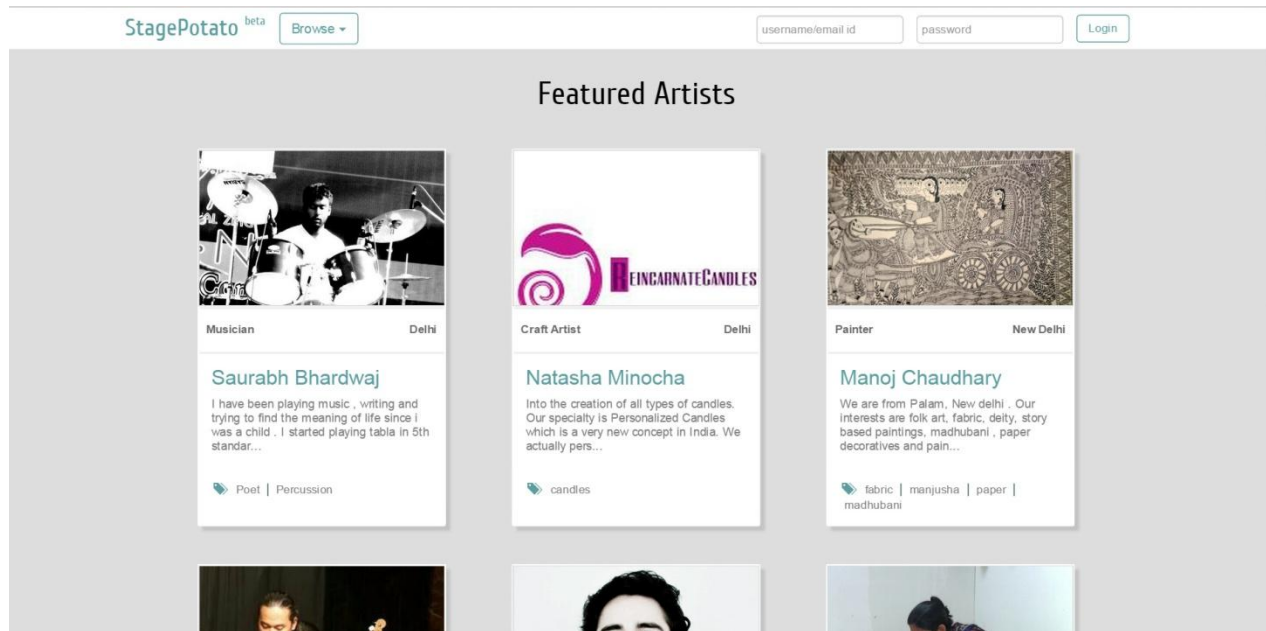 StagePotato beta
Browse
username/email id
password
Login
Featured Artists
Musician
Delhi
Saurabh Bhardwaj
I have been playing music , writing and
trying to find the meaning of life since i
was a child . I started playing tabla in 5th
standar...
Poet | Percussion
REINCARNATECANDLES
Craft Artist
Delhi
Natasha Minocha
Into the creation of all types of candles.
Our specialty is Personalized Candles
which is a very new concept in India. We
actually pers...
candles
Painter
New Delhi
Manoj Chaudhary
We are from Palam, New delhi . Our
interests are folk art, fabric, deity, story
based paintings, madhubani , paper
decoratives and pain...
fabric | manjusha | paper |
madhubani